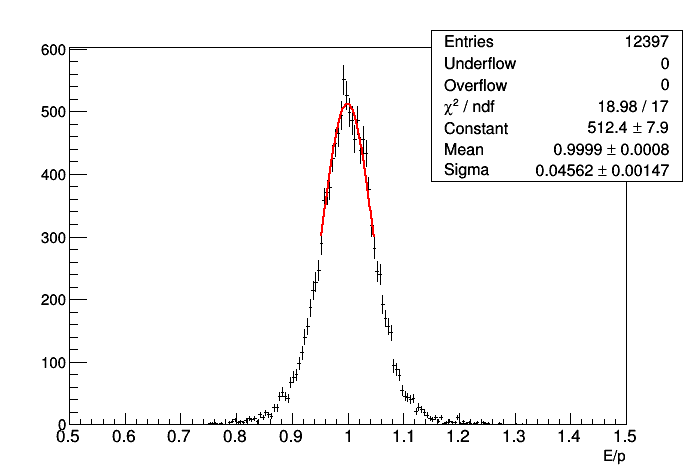 Entries 12397
Underflow 0
Overflow 0
χ² / ndf 18.98 / 17
Constant 512.4 ± 7.9
Mean 0.9999 ± 0.0008
Sigma 0.04562 ± 0.00147
600
500
400
300
200
100
0
0.5 0.6 0.7 0.8 0.9 1 1.1 1.2 1.3 1.4 1.5
E/p